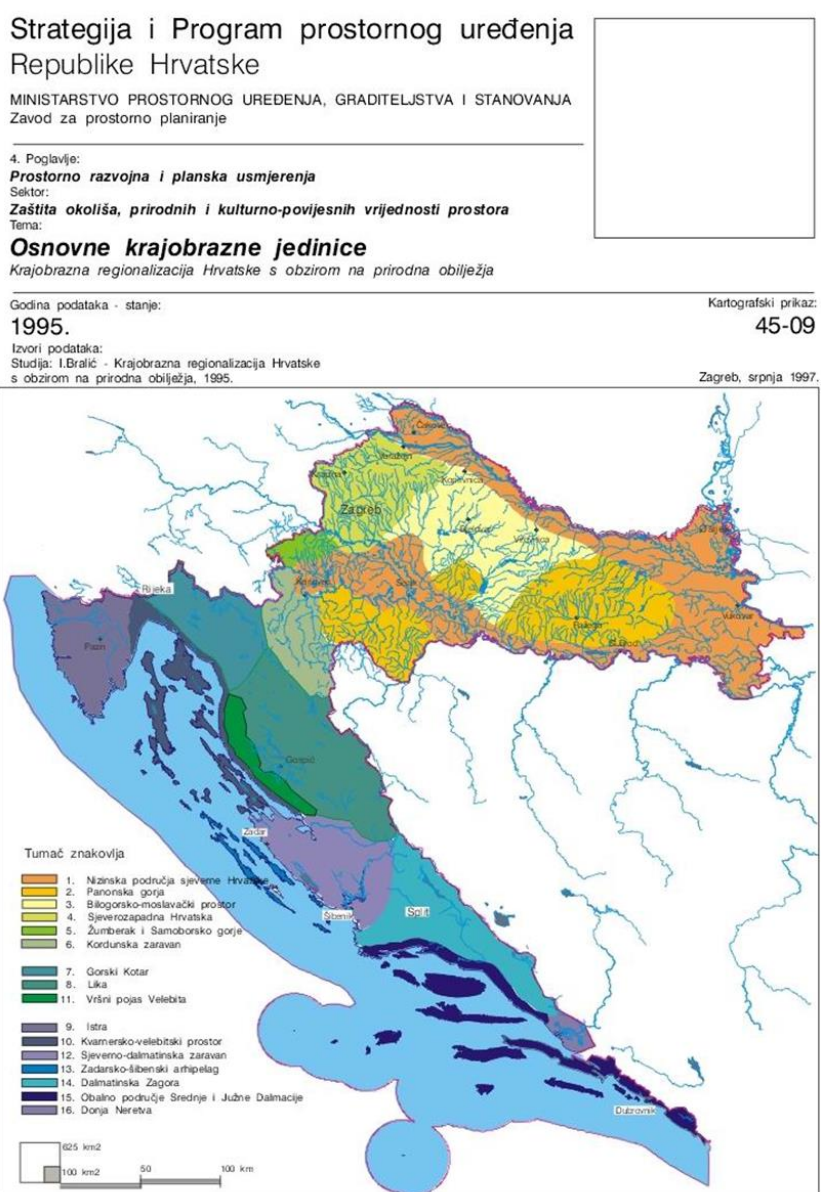 Strategija i Program prostornog uređenja
Republike Hrvatske
MINISTARSTVO PROSTORNOG UREĐENJA, GRADITELJSTVA I STANOVANJA
Zavod za prostorno planiranje
4. Poglavlje:
Prostorno razvojna i planska usmjerenja
Sektor:
Zaštita okoliša, prirodnih i kulturno-povijesnih vrijednosti prostora
Tema:
Osnovne krajobrazne jedinice
Krajobrazna regionalizacija Hrvatske s obzirom na prirodna obilježja
Godina podataka - stanje:
1995.
Kartografski prikaz:
45-09
Izvori podataka:
Studija: I.Bralić - Krajobrazna regionalizacija Hrvatske
s obzirom na prirodna obilježja, 1995.
Zagreb, srpnja 1997.
Čakovec
Koprivnica
Zagreb
Virovitica
Rijeka
Sisak
Vukovar
Požega
Pazin
Gospić
Zadar
Šibenik
Split
Dubrovnik
Tumač znakovlja
1. Nizinska područja sjeverne Hrvatske
2. Panonska gorja
3. Bilogorsko-moslavački prostor
4. Sjeverozapadna Hrvatska
5. Žumberak i Samoborsko gorje
6. Kordunska zaravan
7. Gorski Kotar
8. Lika
11. Vršni pojas Velebita
9. Istra
10. Kvarnersko-velebitski prostor
12. Sjeverno-dalmatinska zaravan
13. Zadarsko-šibenski arhipelag
14. Dalmatinska Zagora
15. Obalno područje Srednje i Južne Dalmacije
16. Donja Neretva
625 km2
100 km2
50
100 km